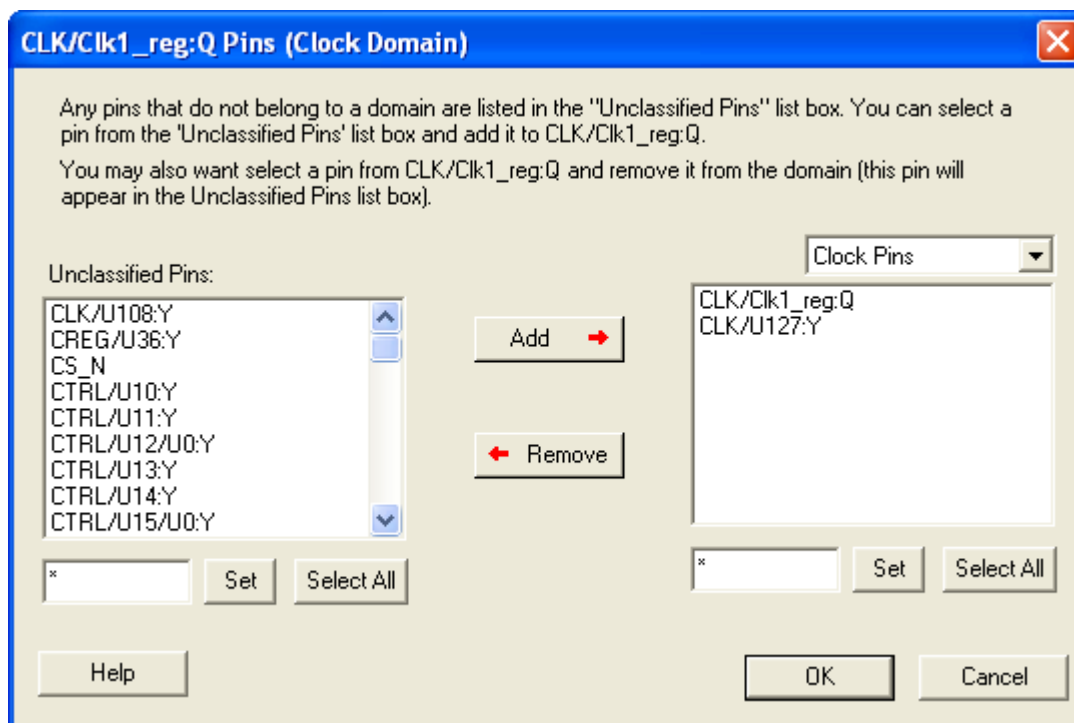 CLK/Clk1_reg:Q Pins (Clock Domain)
Any pins that do not belong to a domain are listed in the "Unclassified Pins" list box. You can select a
pin from the 'Unclassified Pins' list box and add it to CLK/Clk1_reg:Q.
You may also want select a pin from CLK/Clk1_reg:Q and remove it from the domain (this pin will
appear in the Unclassified Pins list box).
Unclassified Pins:
CLK/U108:Y
CREG/U36:Y
CS_N
CTRL/U10:Y
CTRL/U11:Y
CTRL/U12/U0:Y
CTRL/U13:Y
CTRL/U14:Y
CTRL/U15/U0:Y
* Set Select All
Add
Remove
Clock Pins
CLK/Clk1_reg:Q
CLK/U127:Y
* Set Select All
Help OK Cancel